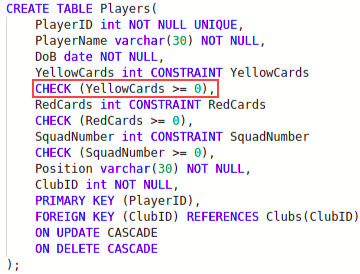 CREATE TABLE Players(
PlayerID int NOT NULL UNIQUE,
PlayerName varchar(30) NOT NULL,
DoB date NOT NULL,
YellowCards int CONSTRAINT YellowCards
CHECK (YellowCards >= 0),
RedCards int CONSTRAINT RedCards
CHECK (RedCards >= 0),
SquadNumber int CONSTRAINT SquadNumber
CHECK (SquadNumber >= 0),
Position varchar(30) NOT NULL,
ClubID int NOT NULL,
PRIMARY KEY (PlayerID),
FOREIGN KEY (ClubID) REFERENCES Clubs(ClubID)
ON UPDATE CASCADE
ON DELETE CASCADE
);